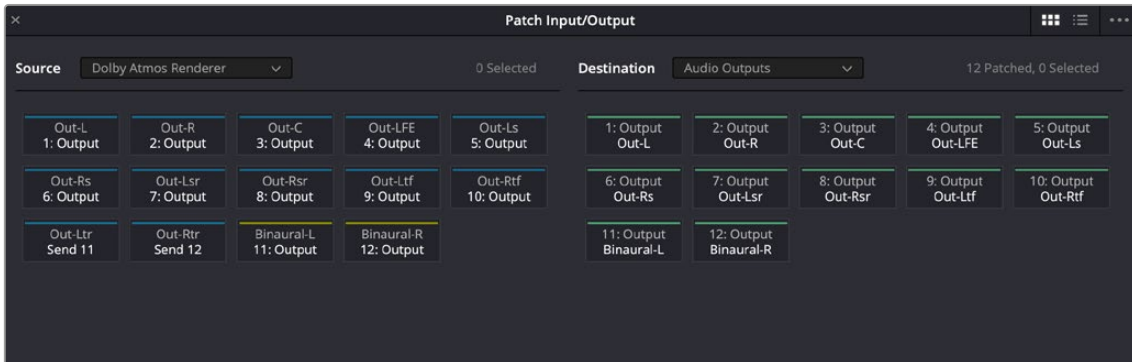 Patch Input/Output
Source Dolby Atmos Renderer 0 Selected
Destination Audio Outputs 12 Patched, 0 Selected
Out-L Out-R Out-C Out-LFE Out-Ls
1: Output 2: Output 3: Output 4: Output 5: Output
Out-Rs Out-Lsr Out-Rsr Out-Ltf Out-Rtf
6: Output 7: Output 8: Output 9: Output 10: Output
Out-Ltr Out-Rtr Binaural-L Binaural-R
Send 11 Send 12 11: Output 12: Output
1: Output 2: Output 3: Output 4: Output 5: Output
Out-L Out-R Out-C Out-LFE Out-Ls
6: Output 7: Output 8: Output 9: Output 10: Output
Out-Rs Out-Lsr Out-Rsr Out-Ltf Out-Rtf
11: Output 12: Output
Binaural-L Binaural-R